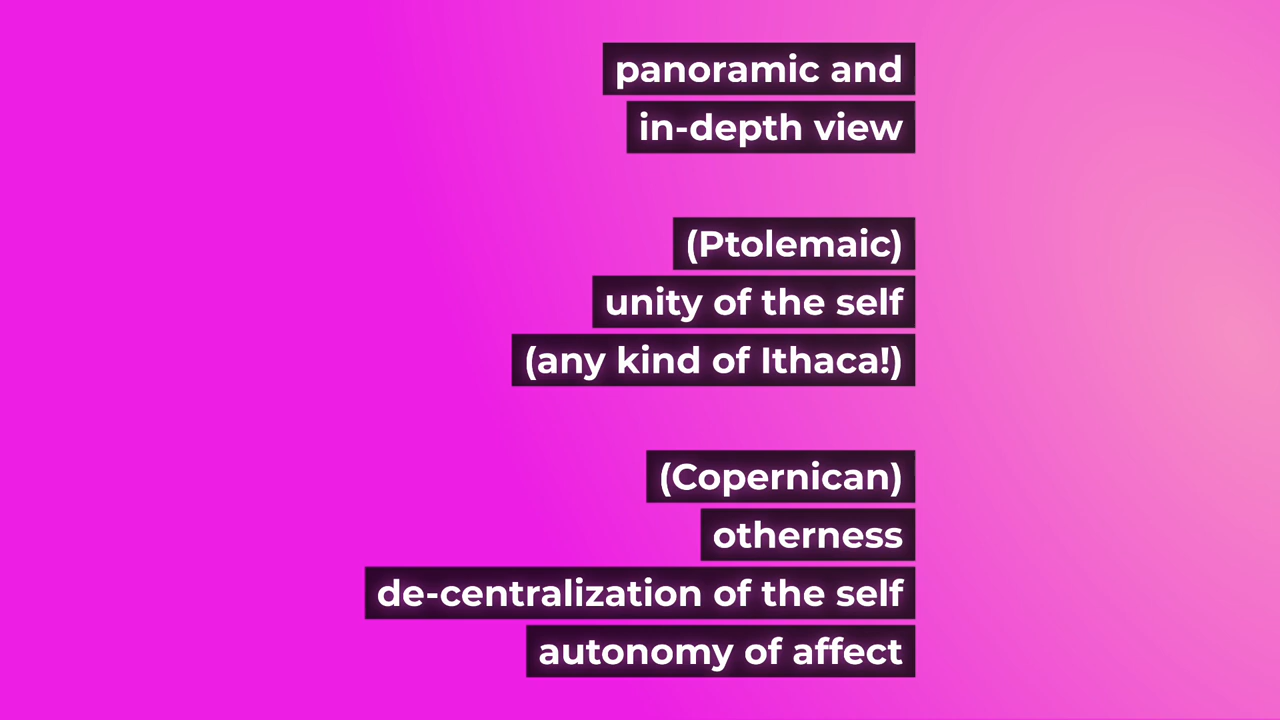 panoramic and
in-depth view
(Ptolemaic)
unity of the self
(any kind of Ithaca!)
(Copernican)
otherness
de-centralization of the self
autonomy of affect